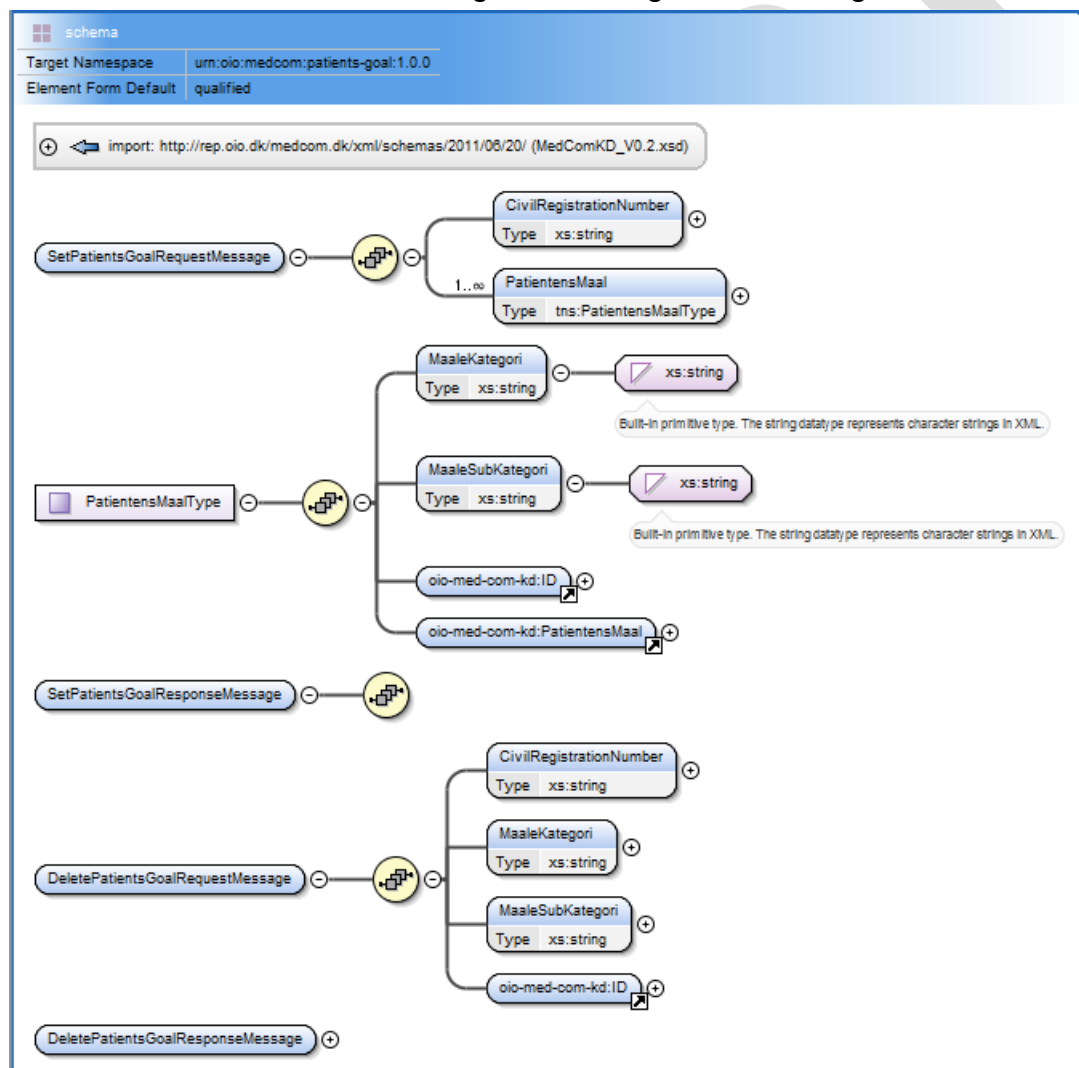 schema
Target Namespace urn:oio:medcom:patients-goal:1.0.0
Element Form Default qualified
import: http://rep.oio.dk/medcom.dk/xml/schemas/2011/06/20/ (MedComKD_V0.2.xsd)
CivilRegistrationNumber
Type xs:string
SetPatientsGoalRequestMessage
1..∞
PatientensMaal
Type tns:PatientensMaalType
MaaleKategori
Type xs:string
xs:string
Built-in primitive type. The string datatype represents character strings in XML.
MaaleSubKategori
Type xs:string
xs:string
Built-in primitive type. The string datatype represents character strings in XML.
PatientensMaalType
oio-med-com-kd:ID
oio-med-com-kd:PatientensMaal
SetPatientsGoalResponseMessage
CivilRegistrationNumber
Type xs:string
MaaleKategori
Type xs:string
DeletePatientsGoalRequestMessage
MaaleSubKategori
Type xs:string
oio-med-com-kd:ID
DeletePatientsGoalResponseMessage